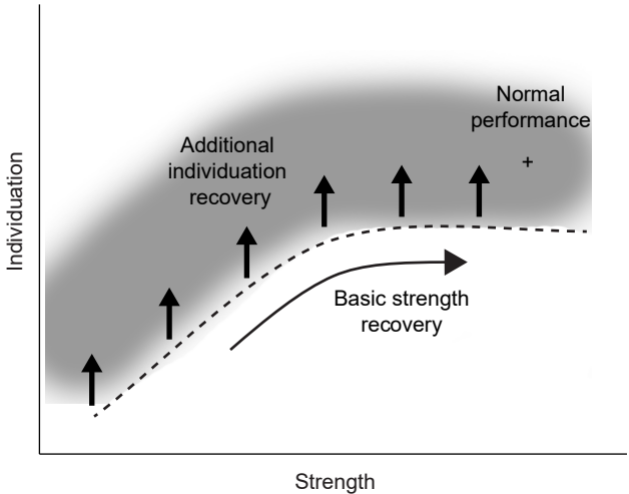 Normal
performance
+
Additional
individuation
recovery
Individuation
Basic strength
recovery
Strength